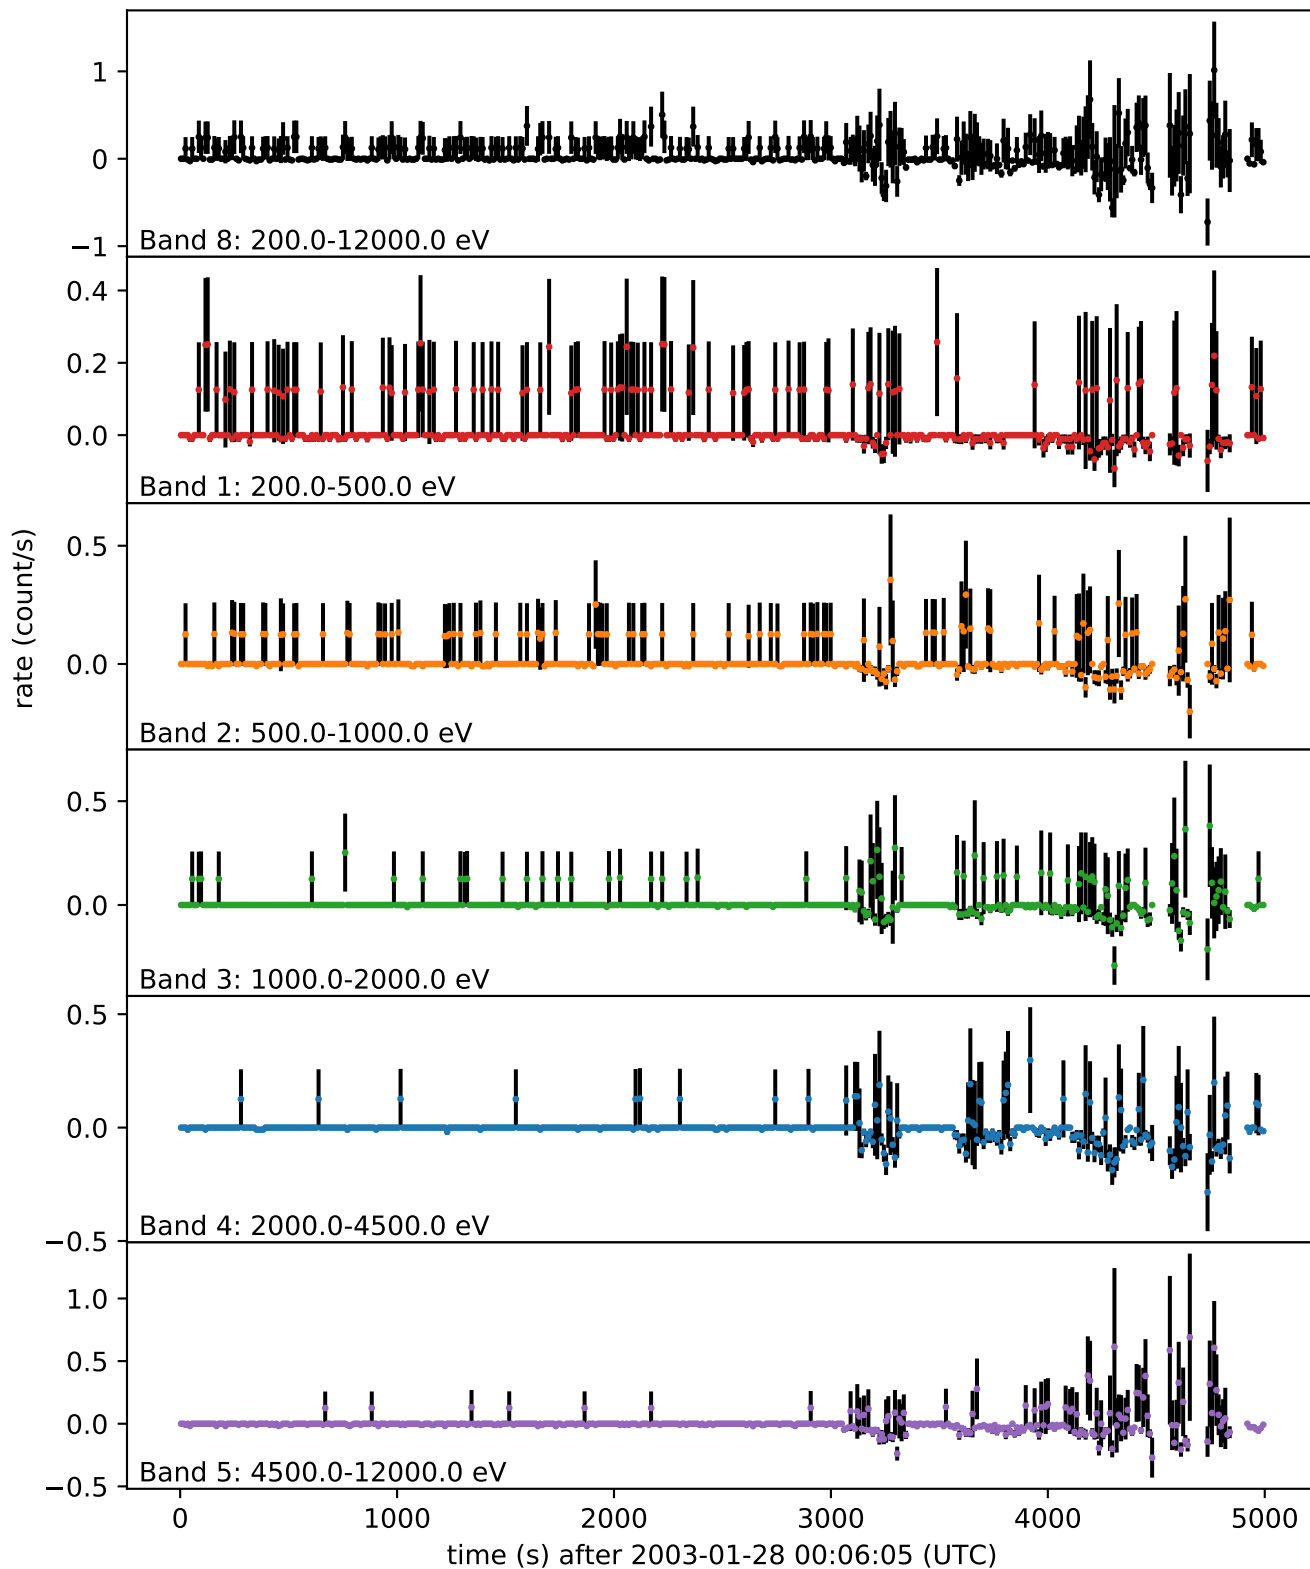 1
0
−1
Band 8: 200.0-12000.0 eV
0.4
0.2
0.0
Band 1: 200.0-500.0 eV
0.5
0.0
Band 2: 500.0-1000.0 eV
rate (count/s)
0.5
0.0
Band 3: 1000.0-2000.0 eV
0.5
0.0
−0.5
Band 4: 2000.0-4500.0 eV
1.0
0.5
0.0
−0.5
Band 5: 4500.0-12000.0 eV
0 1000 2000 3000 4000 5000
time (s) after 2003-01-28 00:06:05 (UTC)